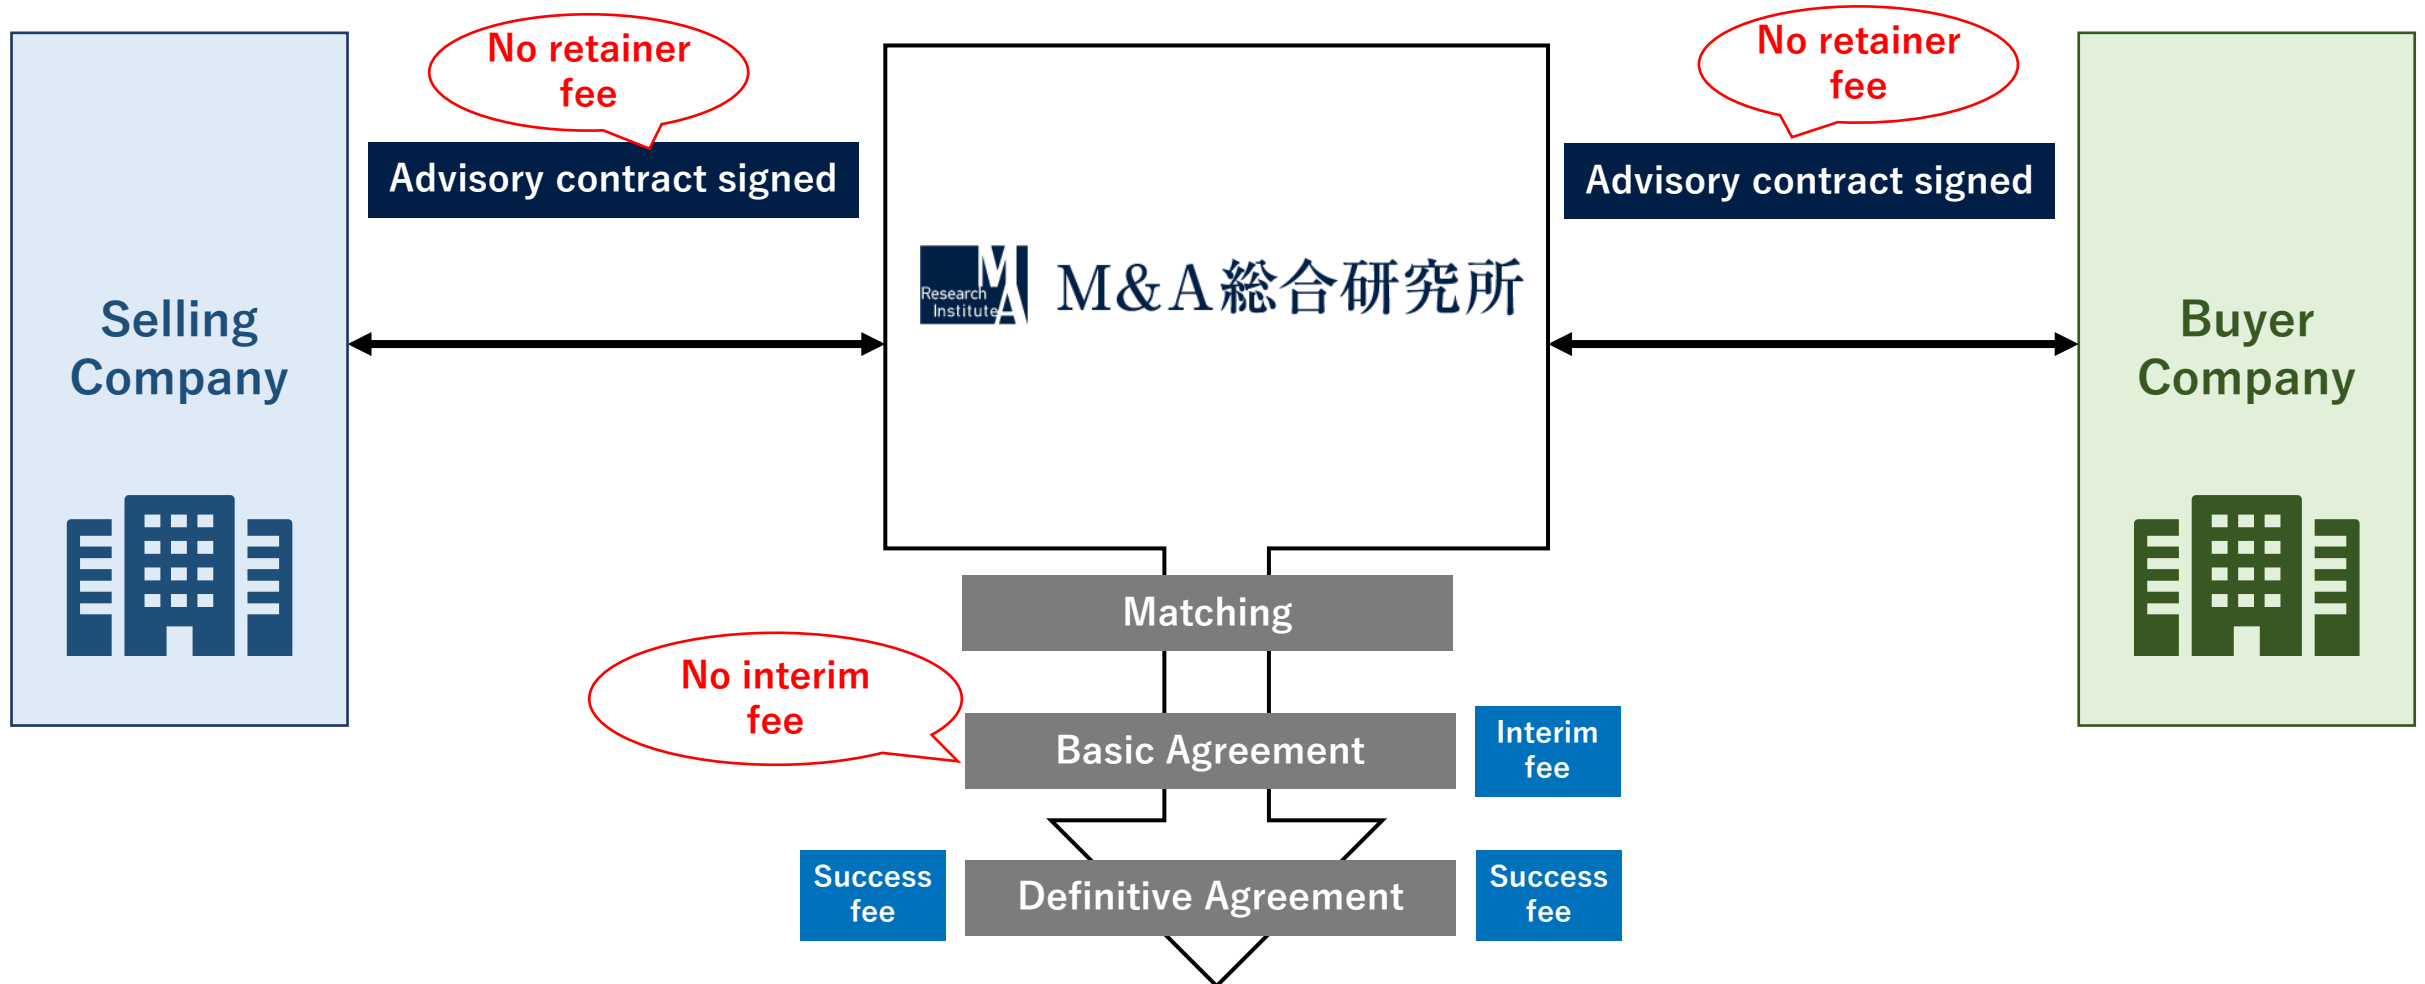 No retainer
fee
No retainer
fee
Advisory contract signed
Advisory contract signed
Selling
Company
M
A
Research
Institute
M&A総合研究所
Buyer
Company
Matching
No interim
fee
Basic Agreement
Interim
fee
Success
fee
Definitive Agreement
Success
fee